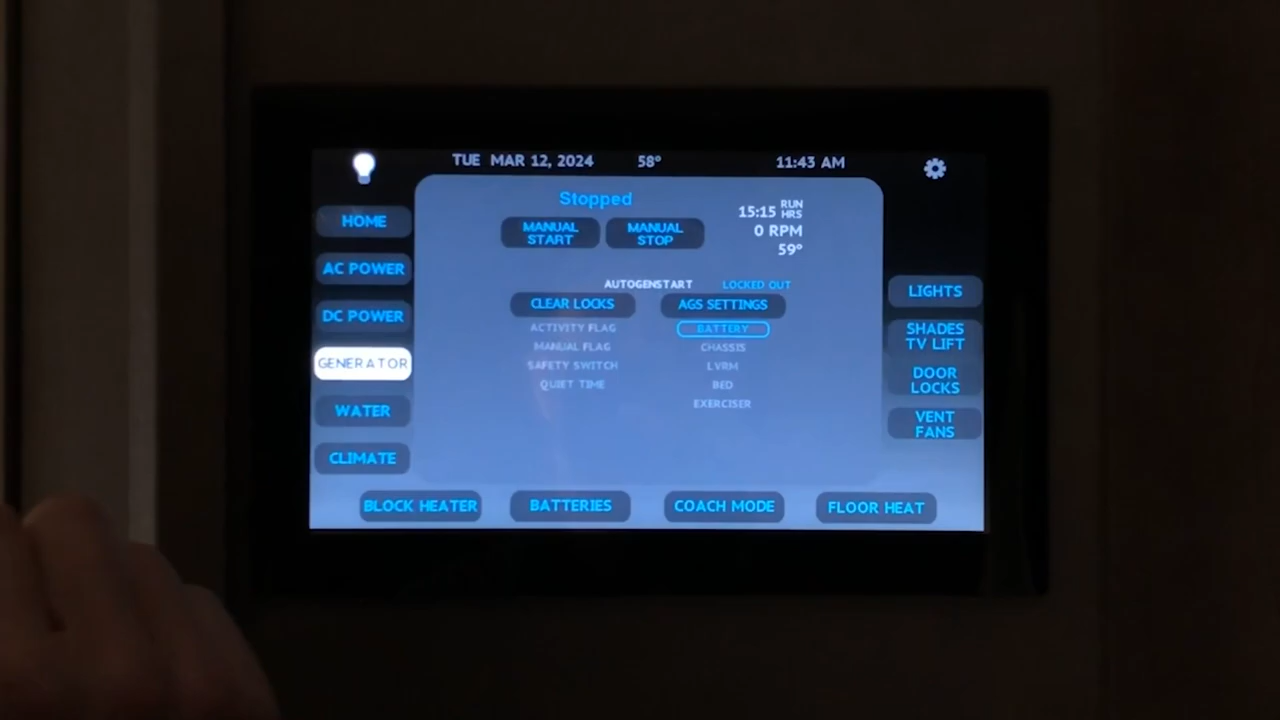 TUE MAR 12, 2024 58° 11:43 AM
Stopped
MANUAL
START
MANUAL
STOP
15:15 RUN
HRS
0 RPM
59°
HOME
AC POWER
DC POWER
GENERATOR
WATER
CLIMATE
AUTOGENSTART LOCKED OUT
CLEAR LOCKS
ACTIVITY FLAG
MANUAL FLAG
SAFETY SWITCH
QUIET TIME
AGS SETTINGS
BATTERY
CHASSIS
LVRM
BED
EXERCISER
LIGHTS
SHADES
TV LIFT
DOOR
LOCKS
VENT
FANS
BLOCK HEATER
BATTERIES
COACH MODE
FLOOR HEAT